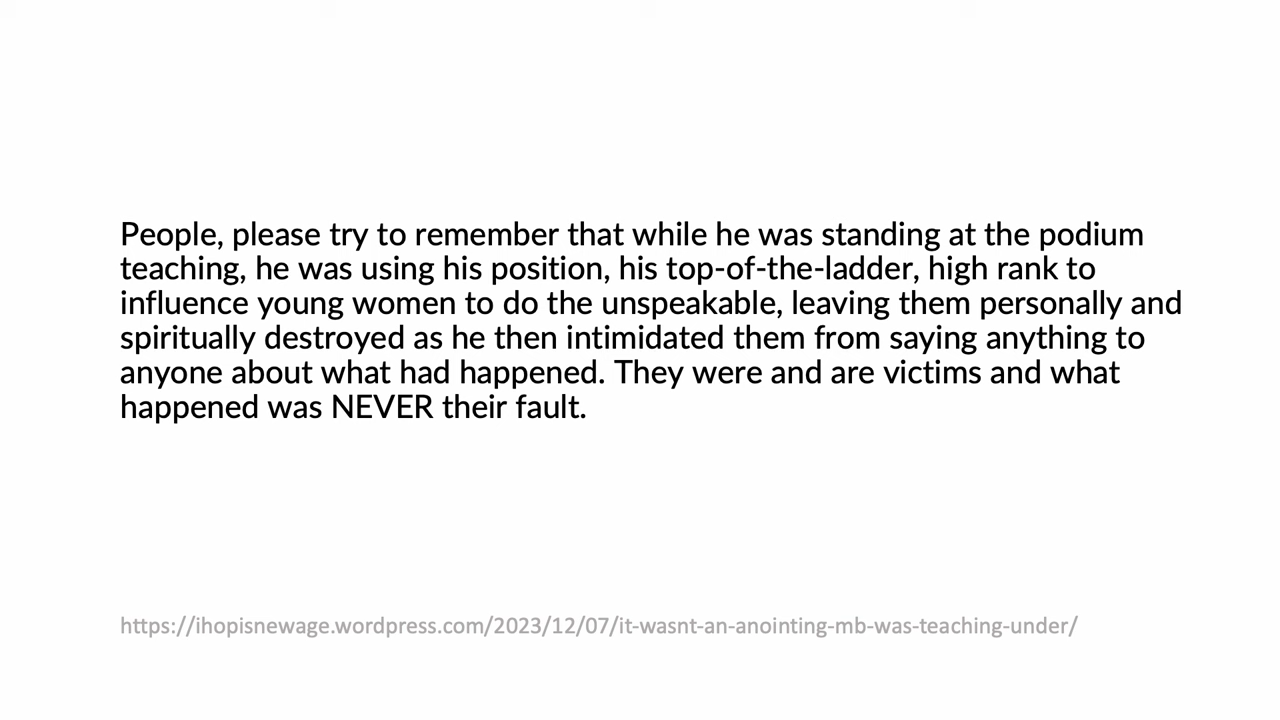 People, please try to remember that while he was standing at the podium
teaching, he was using his position, his top-of-the-ladder, high rank to
influence young women to do the unspeakable, leaving them personally and
spiritually destroyed as he then intimidated them from saying anything to
anyone about what had happened. They were and are victims and what
happened was NEVER their fault.
https://ihopisnewage.wordpress.com/2023/12/07/it-wasnt-an-anointing-mb-was-teaching-under/